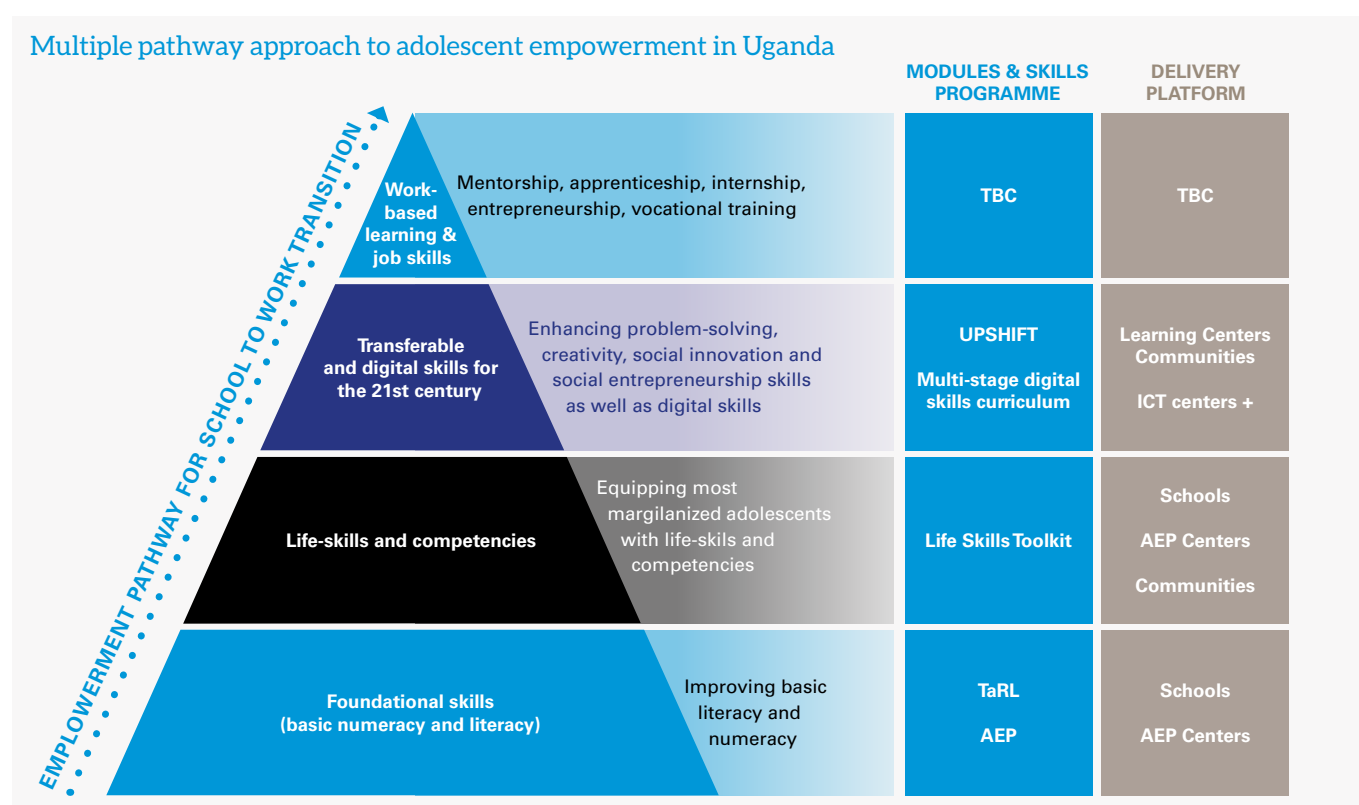 Multiple pathway approach to adolescent empowerment in Uganda
MODULES & SKILLS
PROGRAMME
DELIVERY
PLATFORM
EMPLOWERMENT PATHWAY FOR SCHOOL TO WORK TRANSITION
Work-
based
learning &
job skills
Mentorship, apprenticeship, internship,
entrepreneurship, vocational training
TBC
TBC
Transferable
and digital skills for
the 21st century
Enhancing problem-solving,
creativity, social innovation and
social entrepreneurship skills
as well as digital skills
UPSHIFT
Multi-stage digital
skills curriculum
Learning Centers
Communities
ICT centers +
Life-skills and competencies
Equipping most
margilanized adolescents
with life-skils and
competencies
Life Skills Toolkit
Schools
AEP Centers
Communities
Foundational skills
(basic numeracy and literacy)
Improving basic
literacy and
numeracy
TaRL
AEP
Schools
AEP Centers